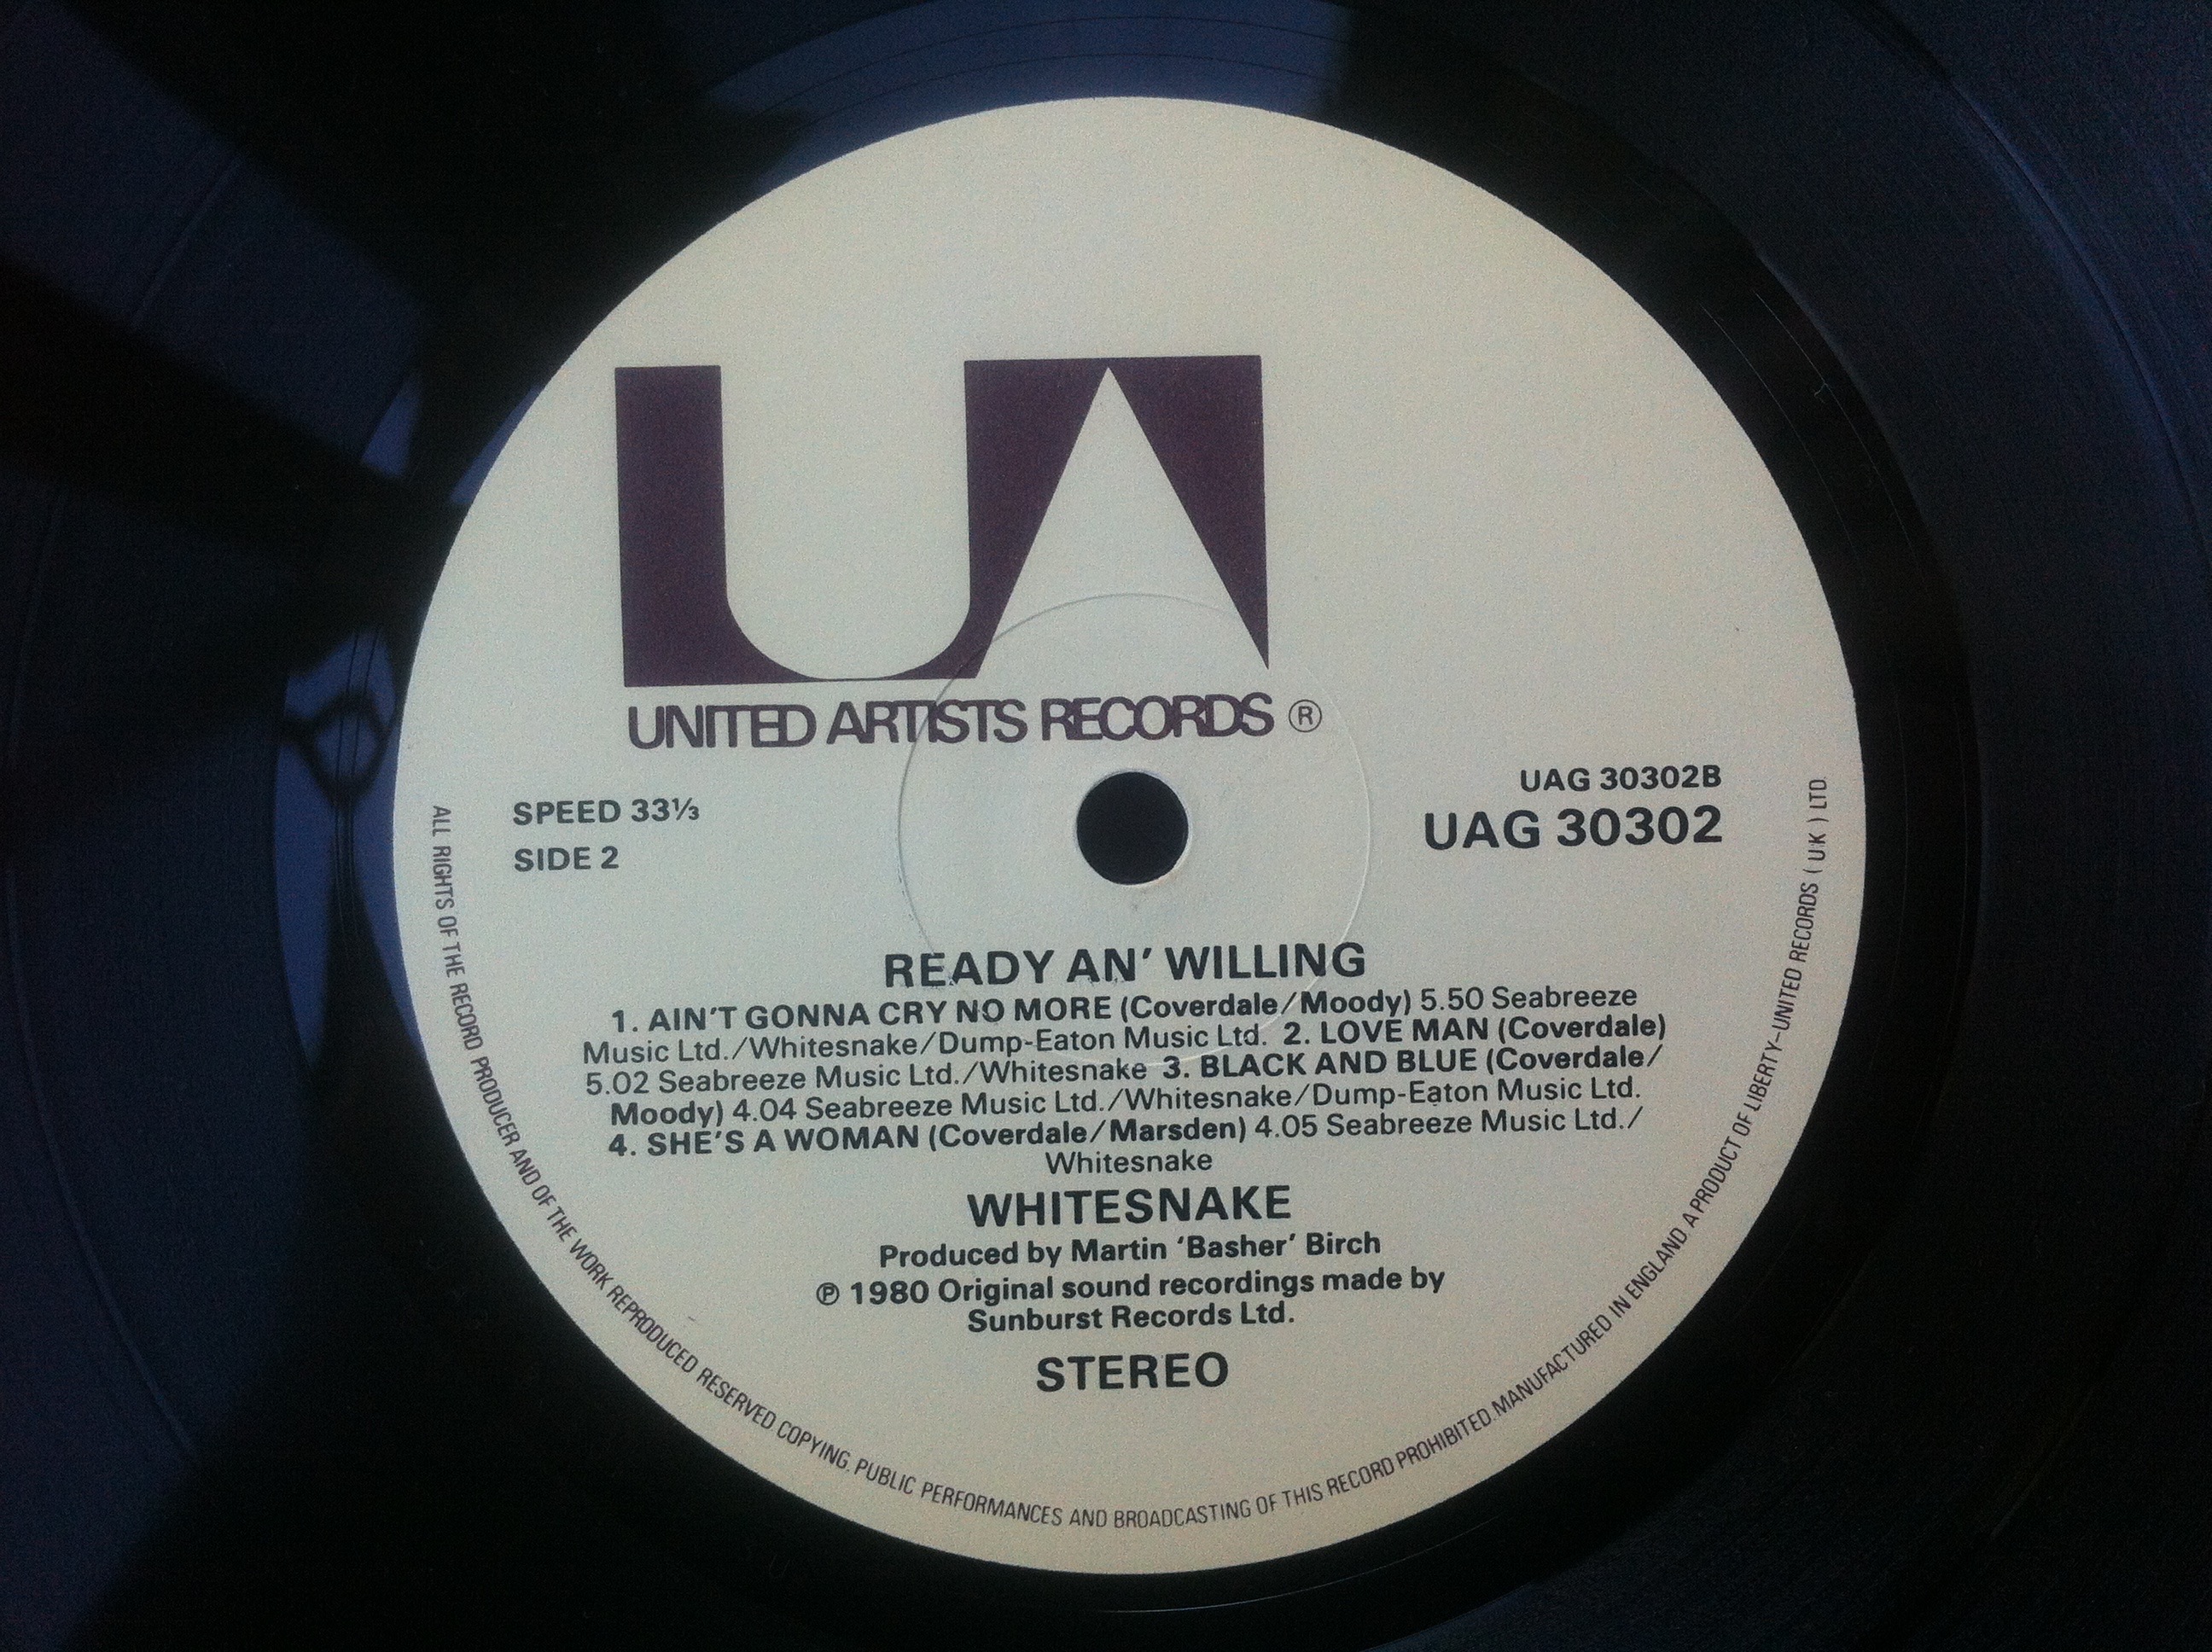 UA
UNITED ARTISTS RECORDS ®
SPEED 33⅓
SIDE 2
UAG 30302B
UAG 30302
READY AN' WILLING
1. AIN'T GONNA CRY NO MORE (Coverdale/Moody) 5.50 Seabreeze
Music Ltd./Whitesnake/Dump-Eaton Music Ltd. 2. LOVE MAN (Coverdale)
5.02 Seabreeze Music Ltd./Whitesnake 3. BLACK AND BLUE (Coverdale/
Moody) 4.04 Seabreeze Music Ltd./Whitesnake/Dump-Eaton Music Ltd.
4. SHE'S A WOMAN (Coverdale/Marsden) 4.05 Seabreeze Music Ltd./
Whitesnake
WHITESNAKE
Produced by Martin 'Basher' Birch
℗ 1980 Original sound recordings made by
Sunburst Records Ltd.
STEREO
ALL RIGHTS OF THE RECORD PRODUCER AND OF THE WORK REPRODUCED RESERVED COPYING, PUBLIC PERFORMANCES AND BROADCASTING OF THIS RECORD PROHIBITED. MANUFACTURED IN ENGLAND. A PRODUCT OF LIBERTY-UNITED RECORDS ( U K ) LTD.